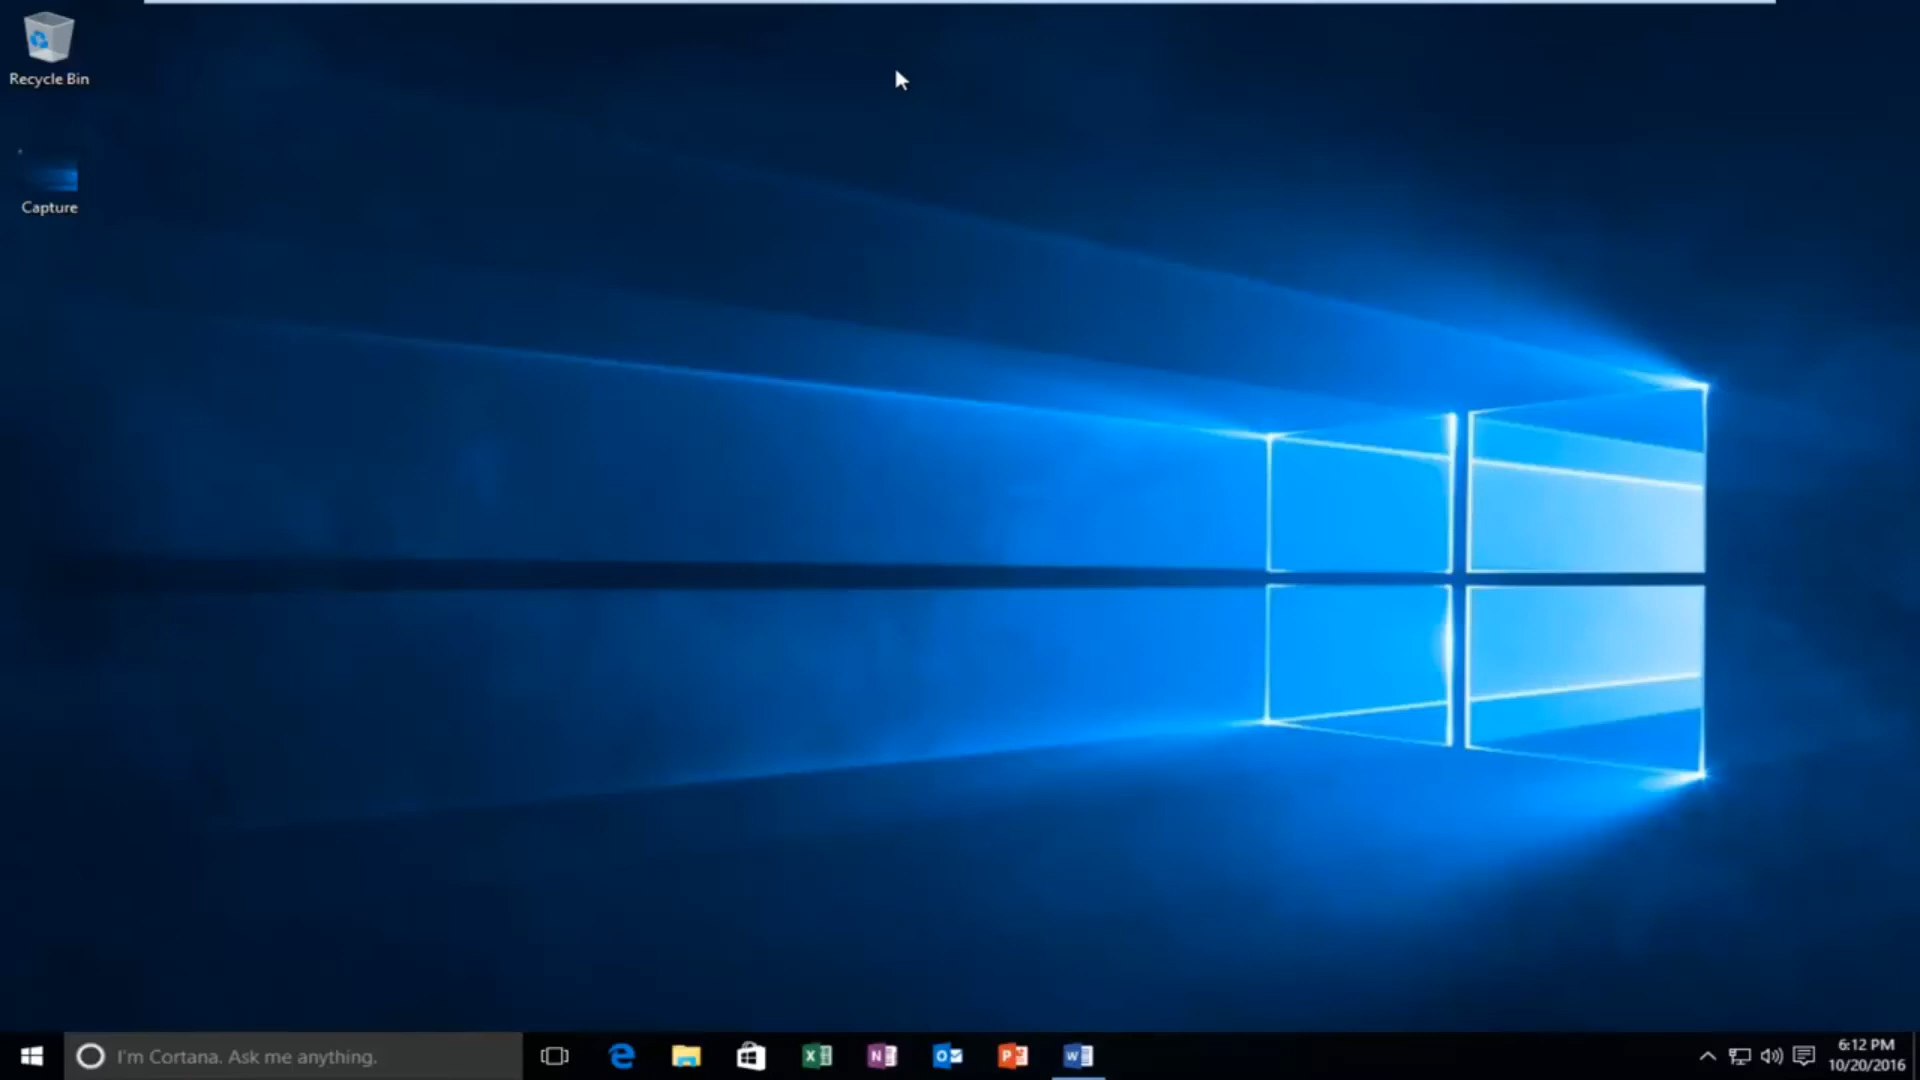 Recycle Bin
Capture
I'm Cortana. Ask me anything.
X
N
O
P
W
6:12 PM
10/20/2016